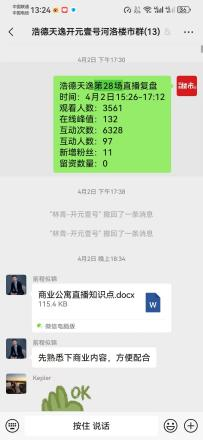 中国联通
中国电信
13:24
浩德天逸开元壹号河洛楼市群(13)
4月2日 下午17:30
浩德天逸第28场直播复盘
时间：4月2日15:26-17:12
观看人数：3561
在线峰值：132
互动次数：6328
互动人数：97
新增粉丝：11
留资数量：0
4月2日 下午17:38
"林青-开元壹号" 撤回了一条消息
"林青-开元壹号" 撤回了一条消息
4月2日 晚上18:34
商业公寓直播知识点.docx
115.4 KB
W
微信电脑版
先熟悉下商业内容，方便配合
Kepler
OK
按住 说话